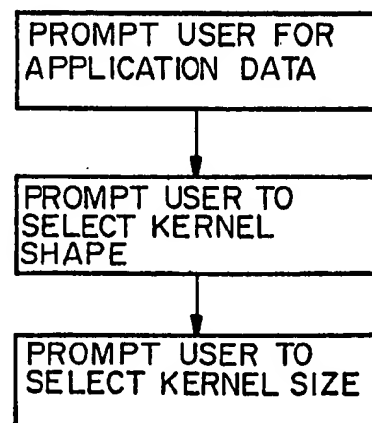 PROMPT USER FOR
APPLICATION DATA
PROMPT USER TO
SELECT KERNEL
SHAPE
PROMPT USER TO
SELECT KERNEL SIZE